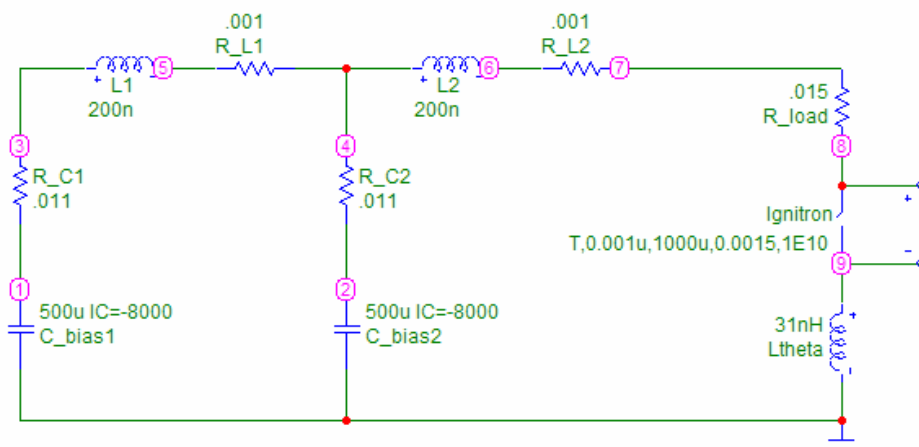 .001
R_L1
.001
R_L2
5
6
7
L1
200n
L2
200n
.015
R_load
3
4
8
R_C1
.011
R_C2
.011
Ignitron
T,0.001u,1000u,0.0015,1E10
+
-
9
1
2
500u IC=-8000
C_bias1
500u IC=-8000
C_bias2
31nH
Ltheta
+
-